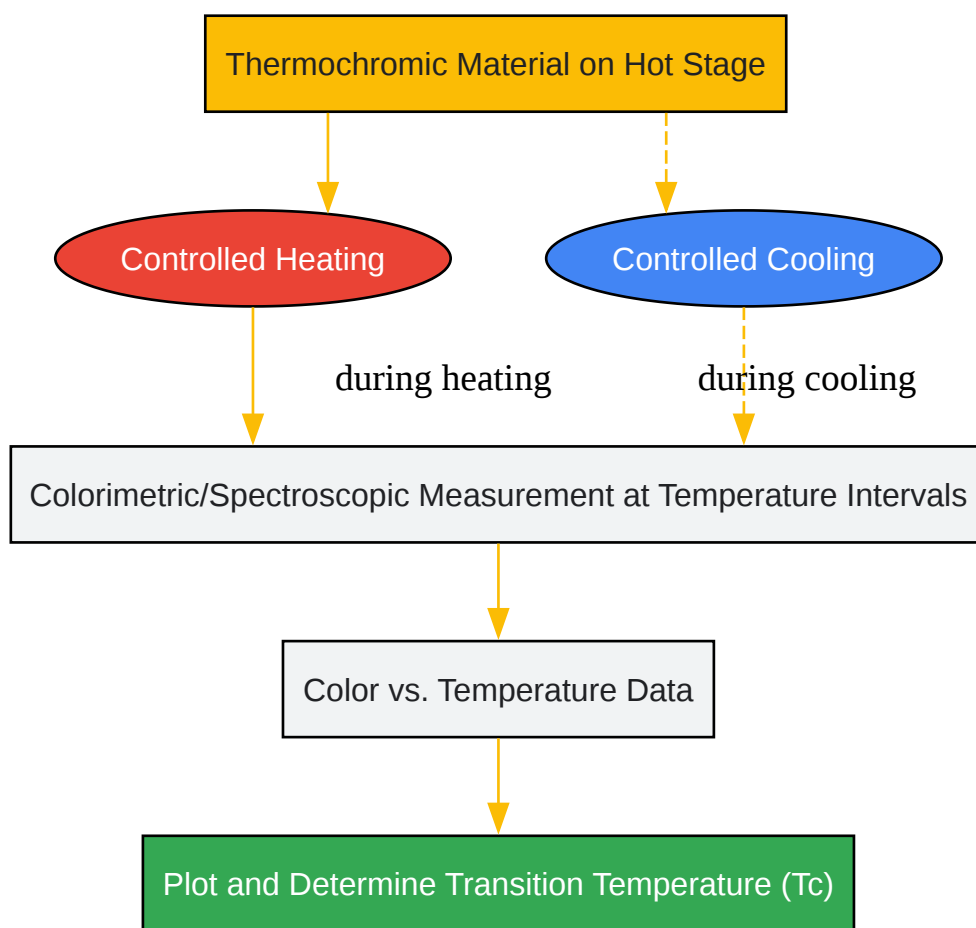 Thermochromic Material on Hot Stage
Controlled Heating
Controlled Cooling
during heating
during cooling
Colorimetric/Spectroscopic Measurement at Temperature Intervals
Color vs. Temperature Data
Plot and Determine Transition Temperature (Tc)